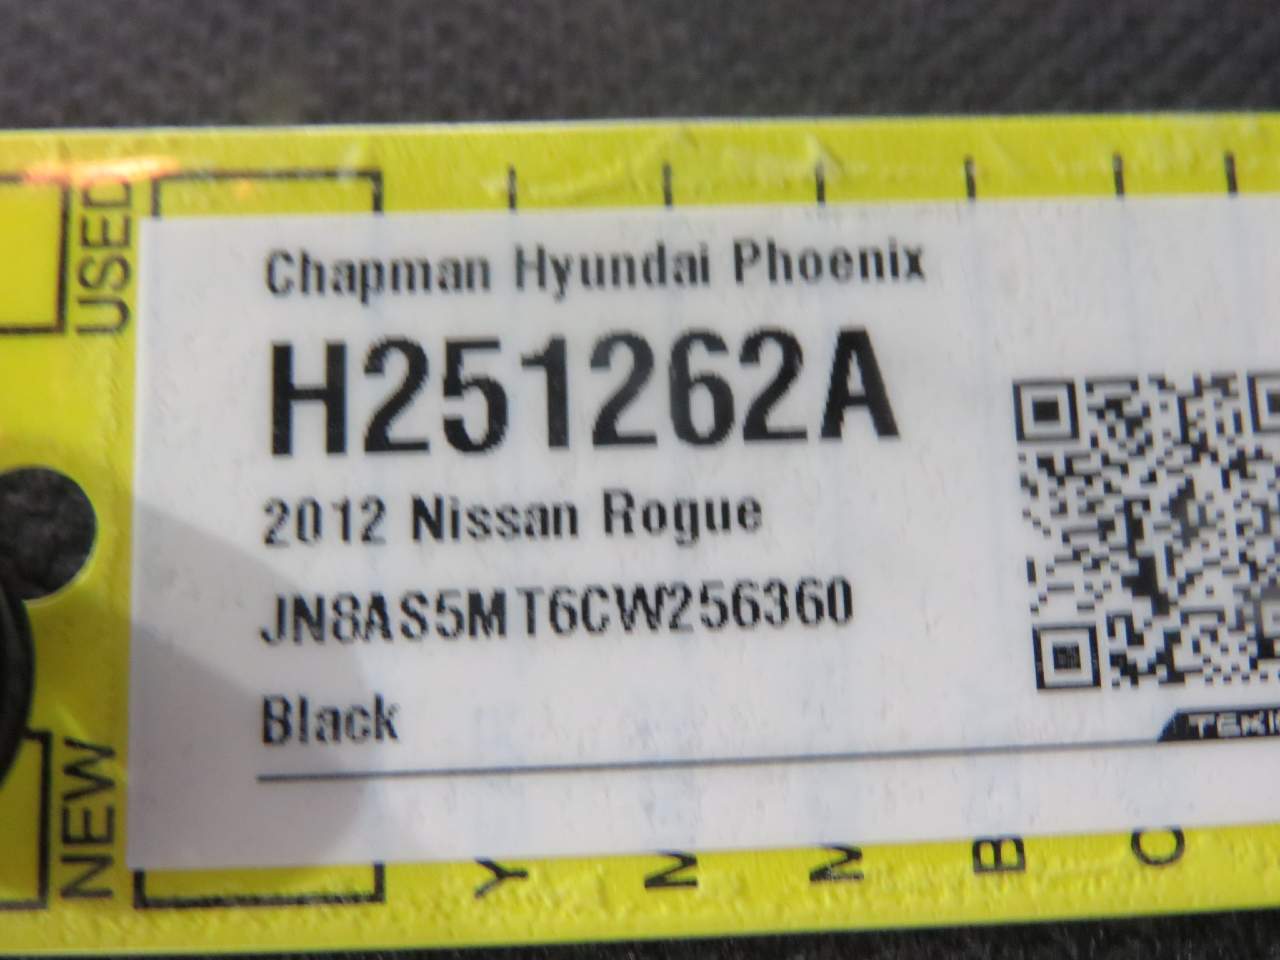 USED
Chapman Hyundai Phoenix
H251262A
2012 Nissan Rogue
JN8AS5MT6CW256360
Black
NEW
Y
M
M
B
C